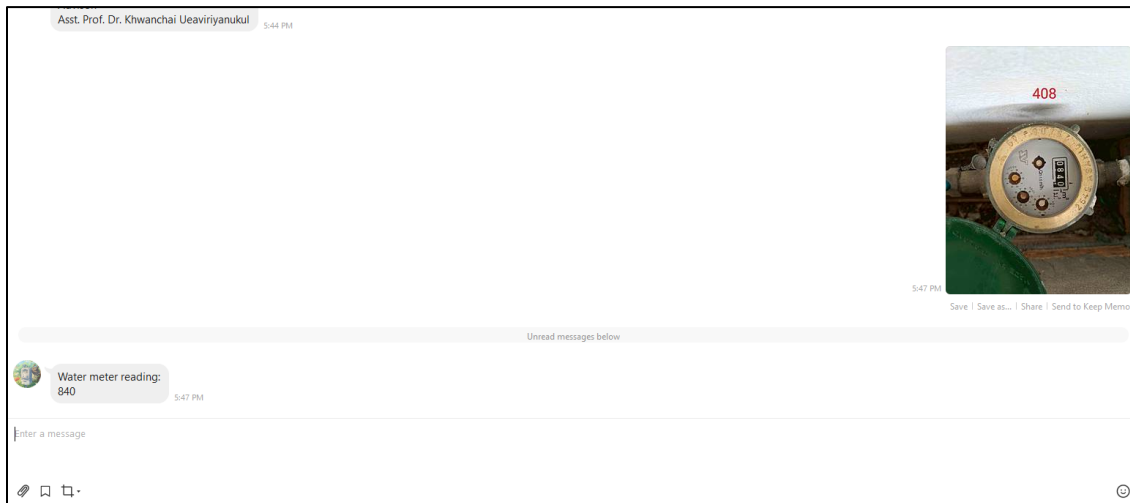 Asst. Prof. Dr. Khwanchai Ueaviriyanukul
5:44 PM
408
0840
m³
5:47 PM
Save | Save as... | Share | Send to Keep Memo
Unread messages below
Water meter reading:
840
5:47 PM
Enter a message